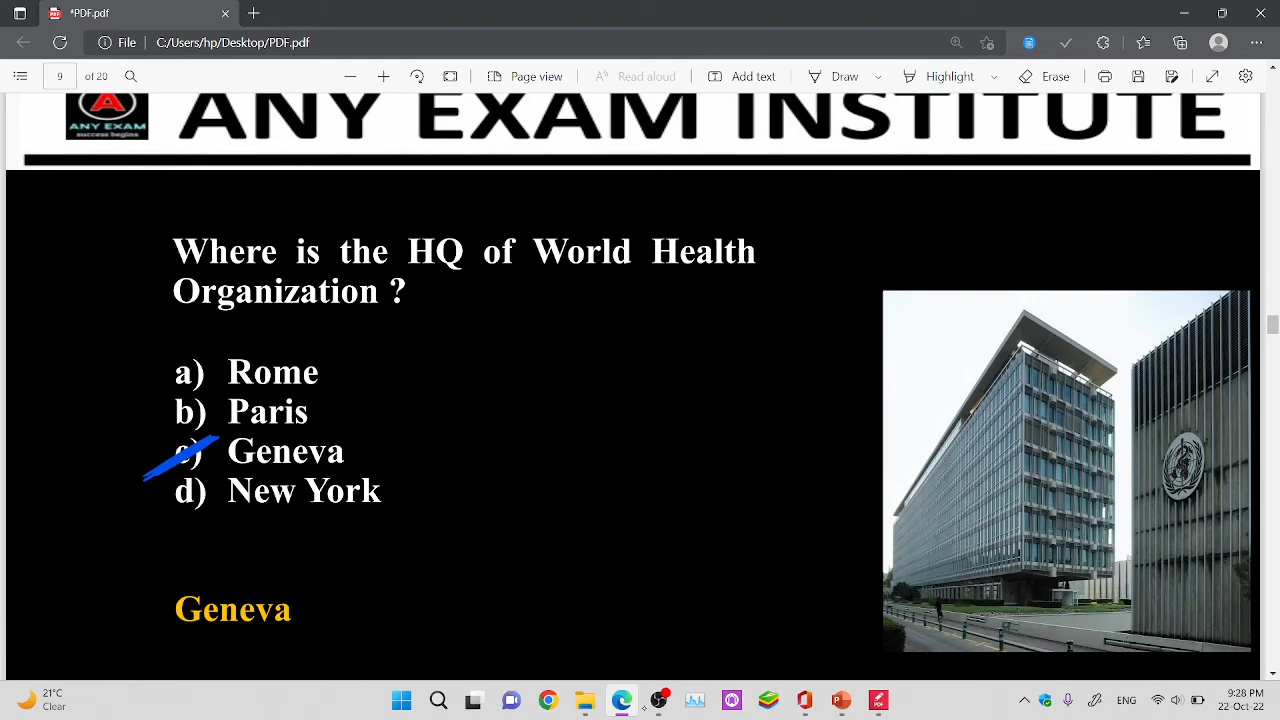 *PDF.pdf
File C:/Users/hp/Desktop/PDF.pdf
9 of 20 Page view Read aloud Add text Draw Highlight Erase
A
ANY EXAM
success begins
ANY EXAM INSTITUTE
Where is the HQ of World Health
Organization ?
a) Rome
b) Paris
c) Geneva
d) New York
Geneva
21°C
Clear
ENG
9:28 PM
22-Oct-22